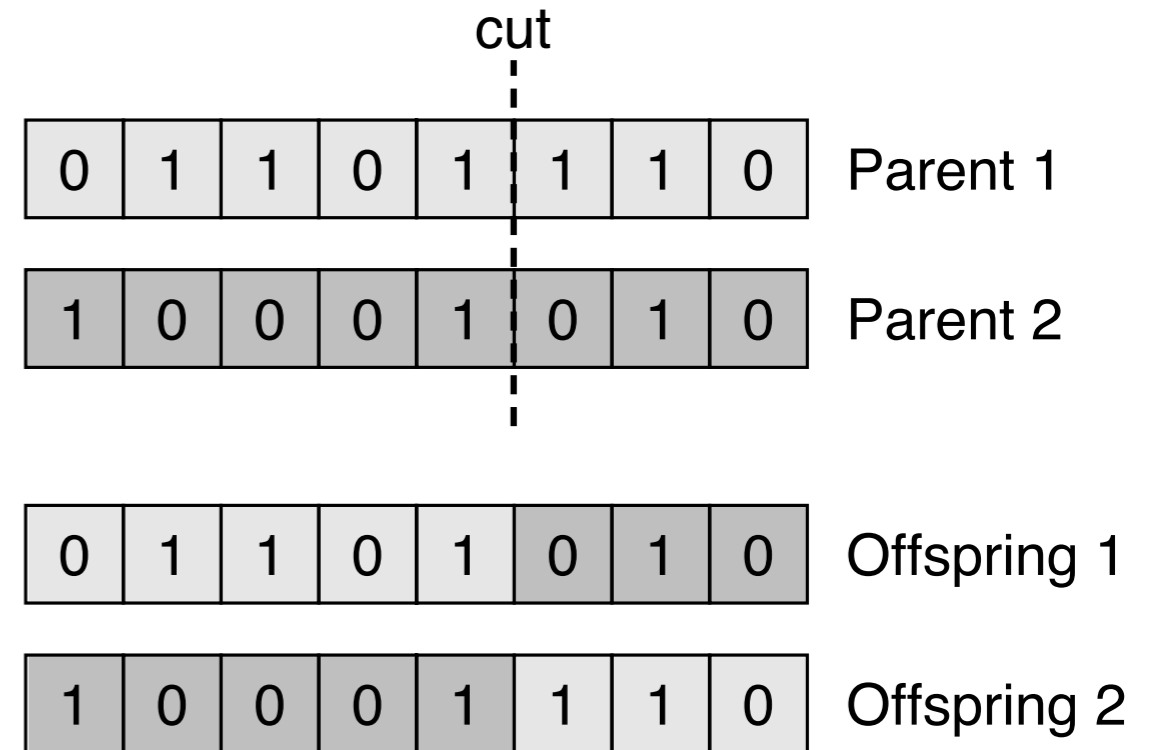 cut
0 1 1 0 1 1 1 0 Parent 1
1 0 0 0 1 0 1 0 Parent 2
0 1 1 0 1 0 1 0 Offspring 1
1 0 0 0 1 1 1 0 Offspring 2